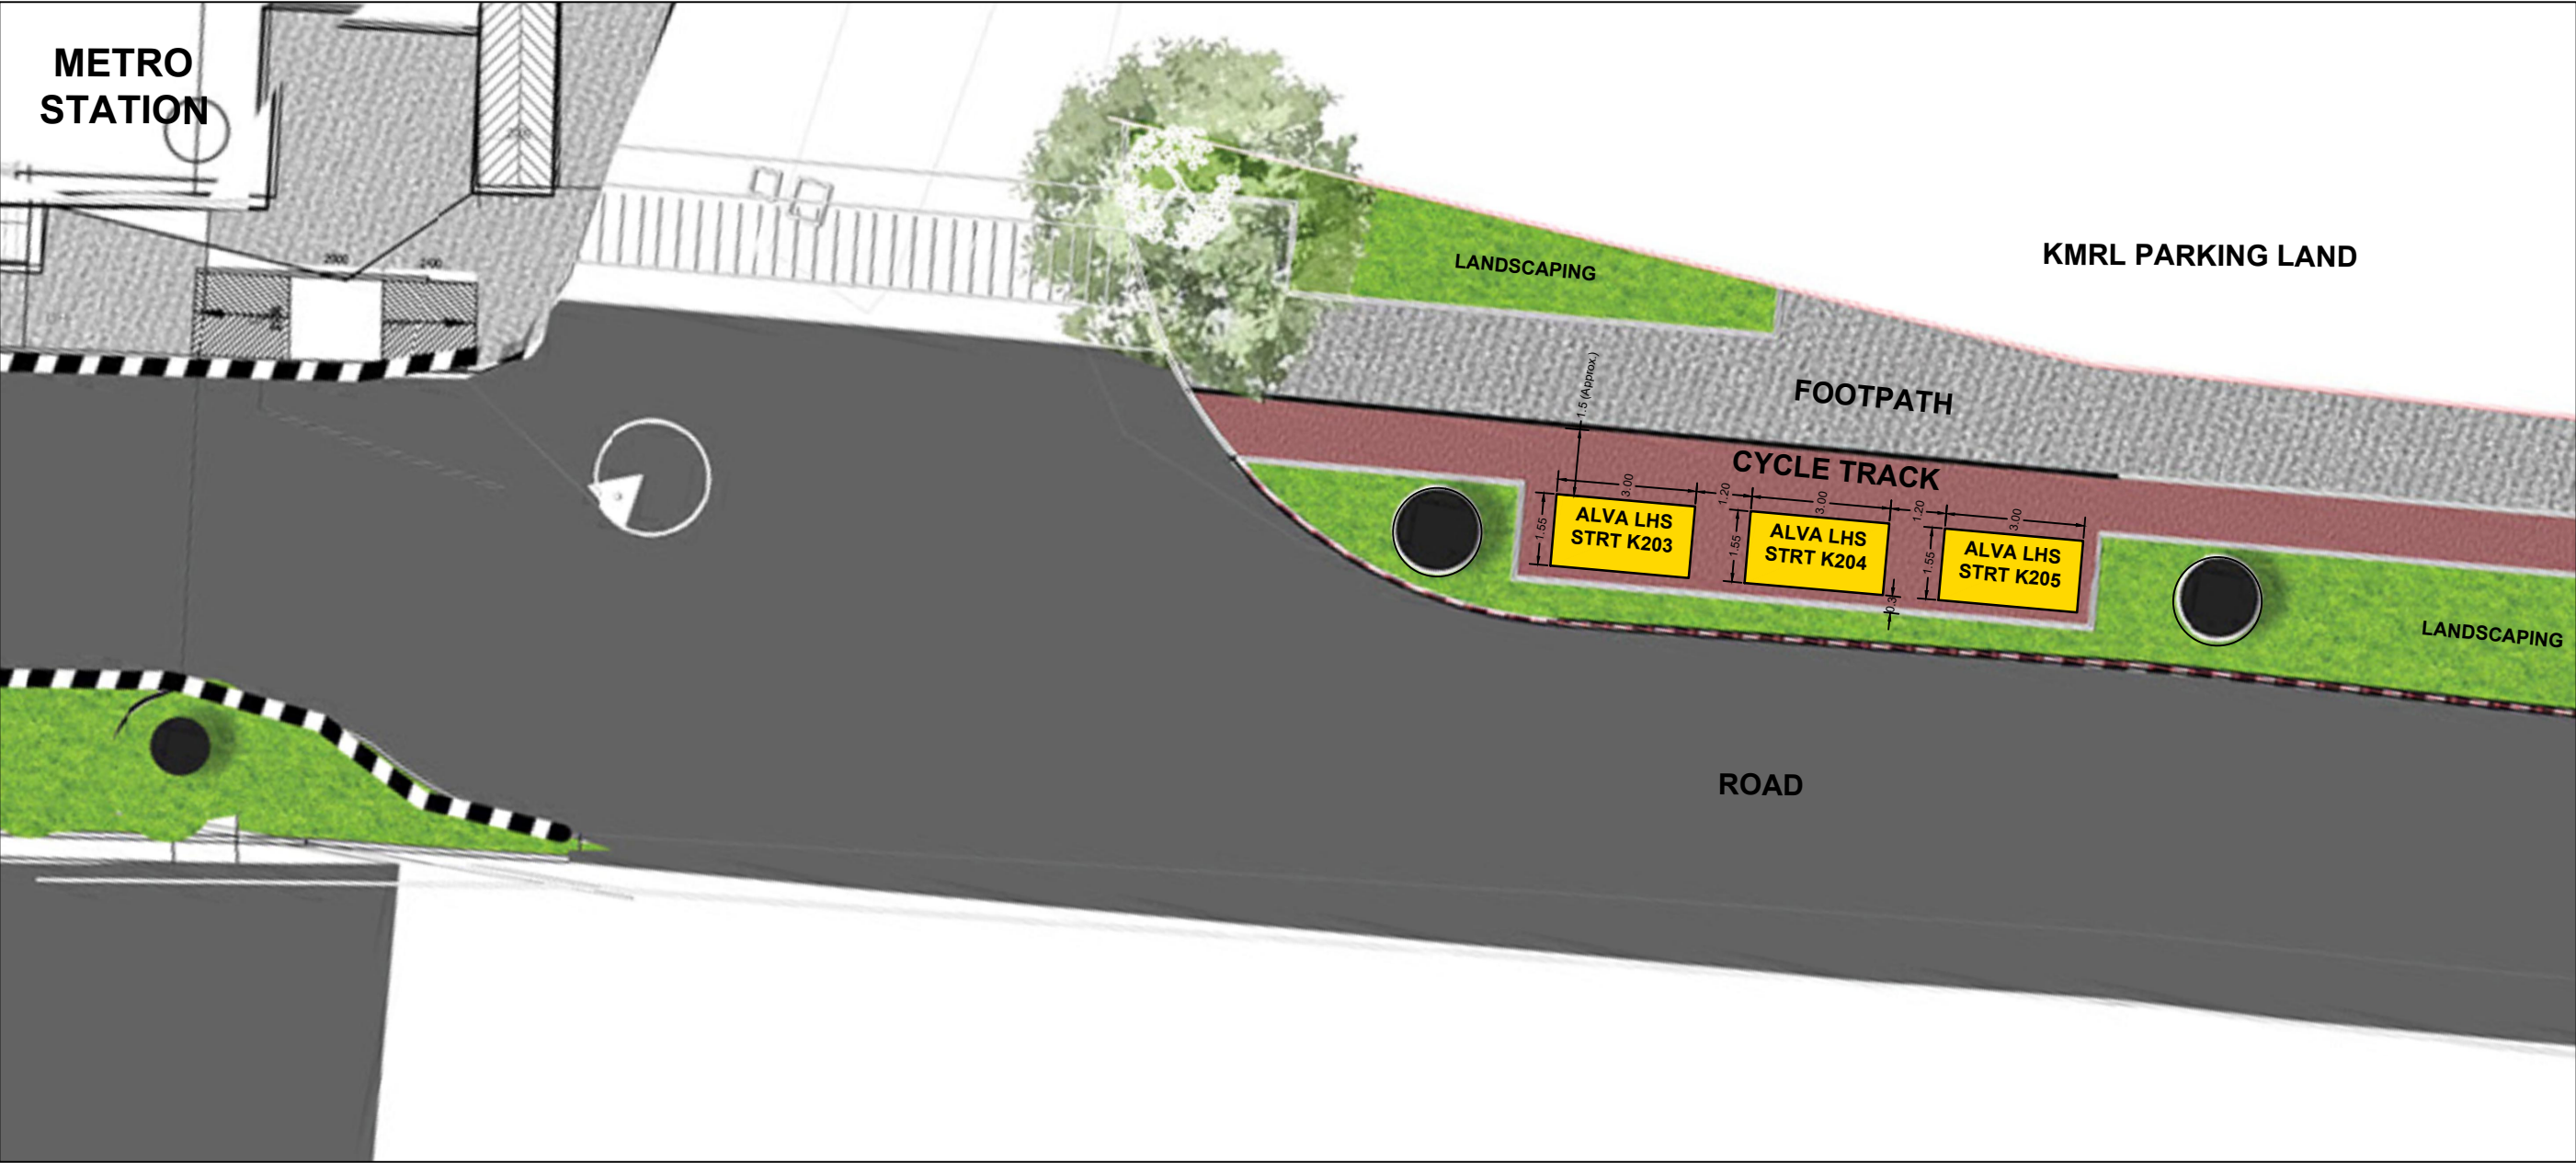 METRO
STATION
2000
2400
LANDSCAPING
KMRL PARKING LAND
1.5 (Approx.)
FOOTPATH
CYCLE TRACK
3.00
1.20
3.00
1.20
3.00
1.55
ALVA LHS
STRT K203
1.55
ALVA LHS
STRT K204
1.55
ALVA LHS
STRT K205
0.3
LANDSCAPING
ROAD